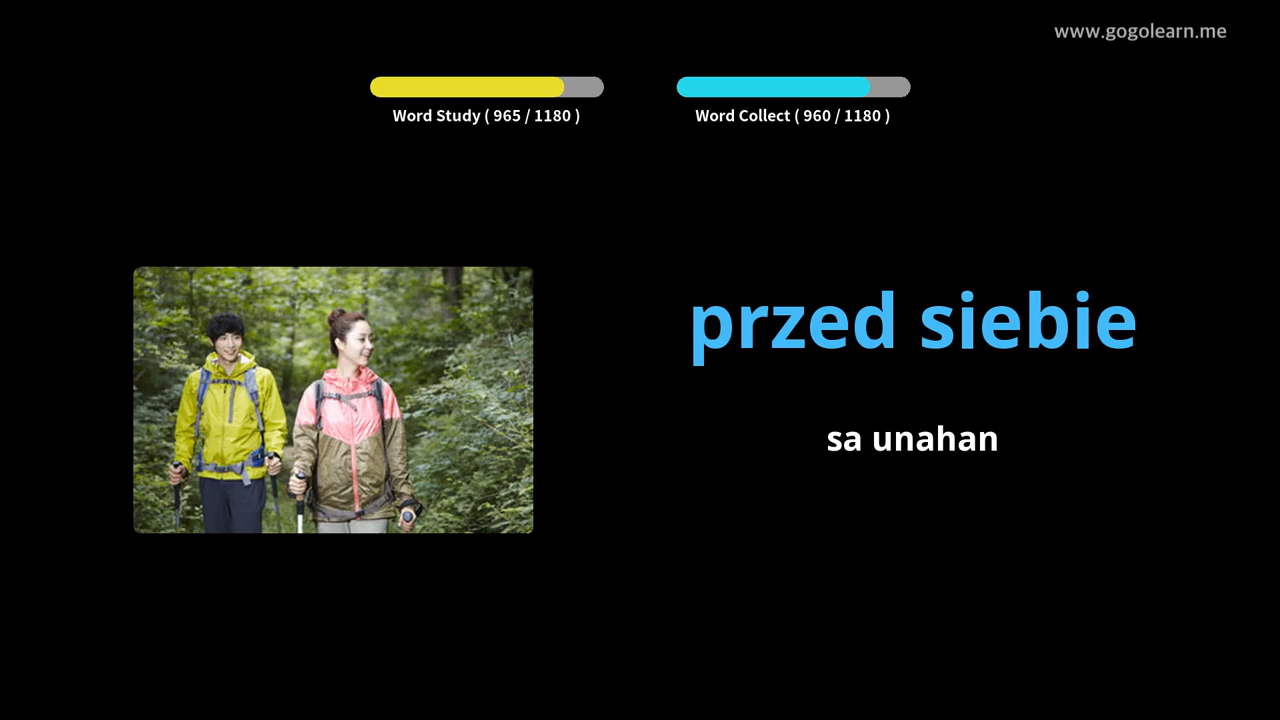 www.gogolearn.me
Word Study ( 965 / 1180 )
Word Collect ( 960 / 1180 )
przed siebie
sa unahan